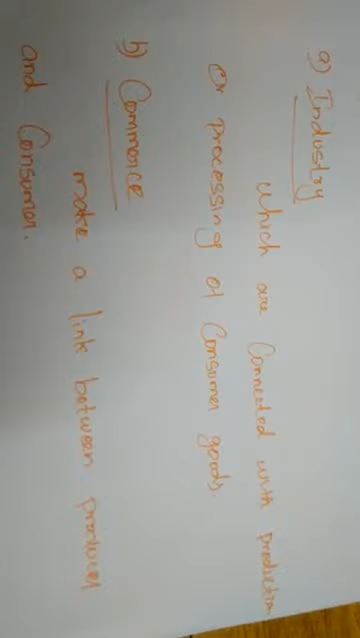 a) Industry
which are Connected with production
or processing of Consumer goods.
b) Commerce
make a link between producer
and Consumer.